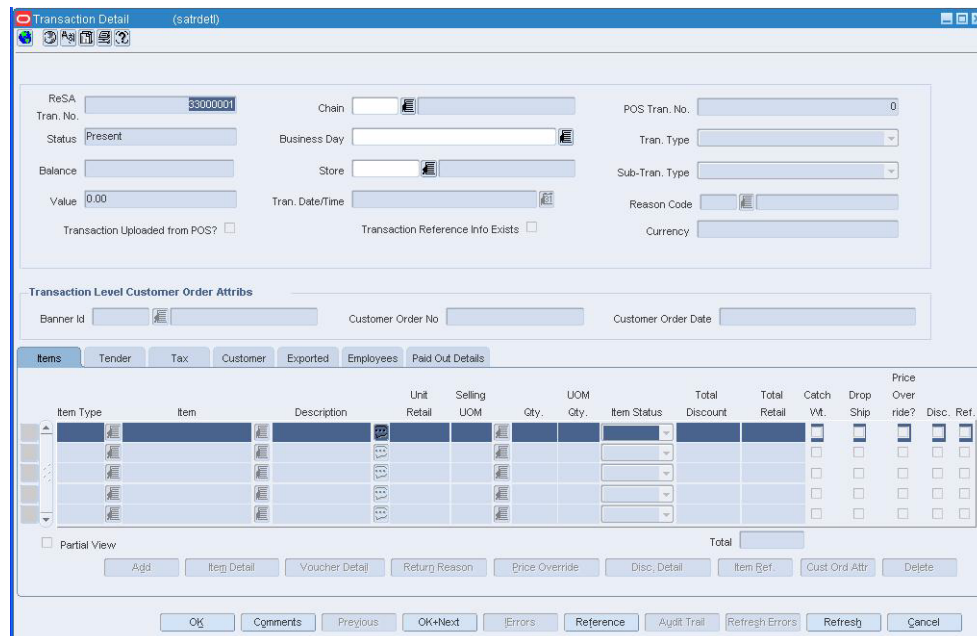 Transaction Detail (satrdetl)
ReSA Tran. No. 33000001 Chain POS Tran. No. 0
Status Present Business Day Tran. Type
Balance Store Sub-Tran. Type
Value 0.00 Tran. Date/Time Reason Code
Transaction Uploaded from POS? Transaction Reference Info Exists Currency
Transaction Level Customer Order Attribs
Banner Id Customer Order No Customer Order Date
Items Tender Tax Customer Exported Employees Paid Out Details
Item Type Item Description Unit Retail Selling UOM Qty. UOM Qty. Item Status Total Discount Total Retail Catch Wt. Drop Ship Price Over ride? Disc. Ref.
Partial View Total
Add Item Detail Voucher Detail Return Reason Price Override Disc. Detail Item Ref. Cust Ord Attr Delete
OK Comments Previous OK+Next !Errors Reference Audit Trail Refresh Errors Refresh Cancel